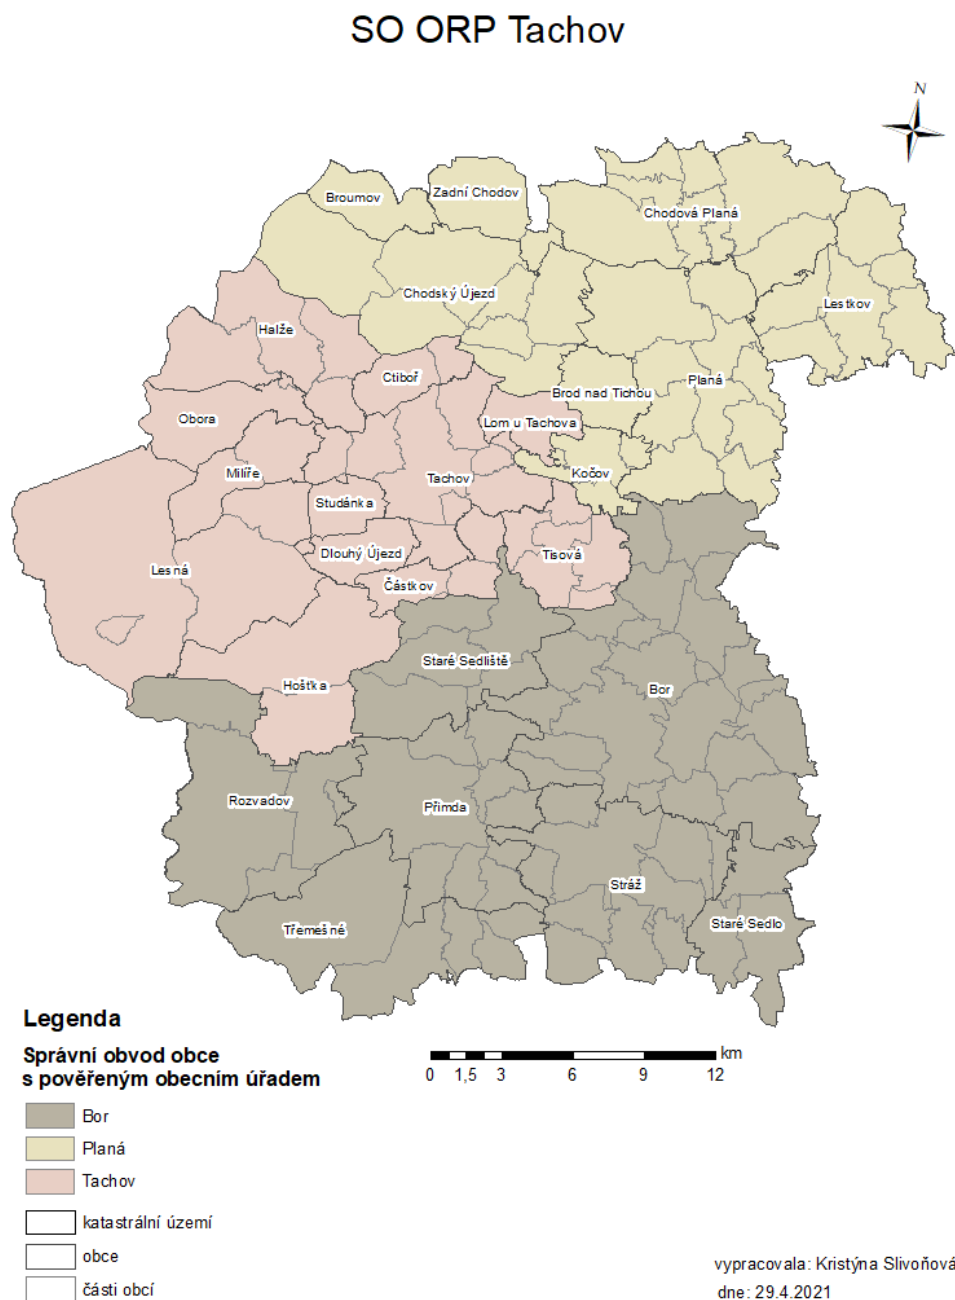 SO ORP Tachov
N
Broumov
Zadní Chodov
Chodová Planá
Chodský Újezd
Lestkov
Halže
Ctiboř
Planá
Brod nad Tichou
Obora
Lom u Tachova
Milíře
Kočov
Tachov
Studánka
Dlouhý Újezd
Tisová
Lesná
Částkov
Staré Sedliště
Hoštka
Bor
Rozvadov
Přimda
Stráž
Třemešné
Staré Sedlo
Legenda
Správní obvod obce
s pověřeným obecním úřadem
Bor
Planá
Tachov
katastrální území
obce
části obcí
km
0 1,5 3 6 9 12
vypracovala: Kristýna Slivoňová
dne: 29.4.2021